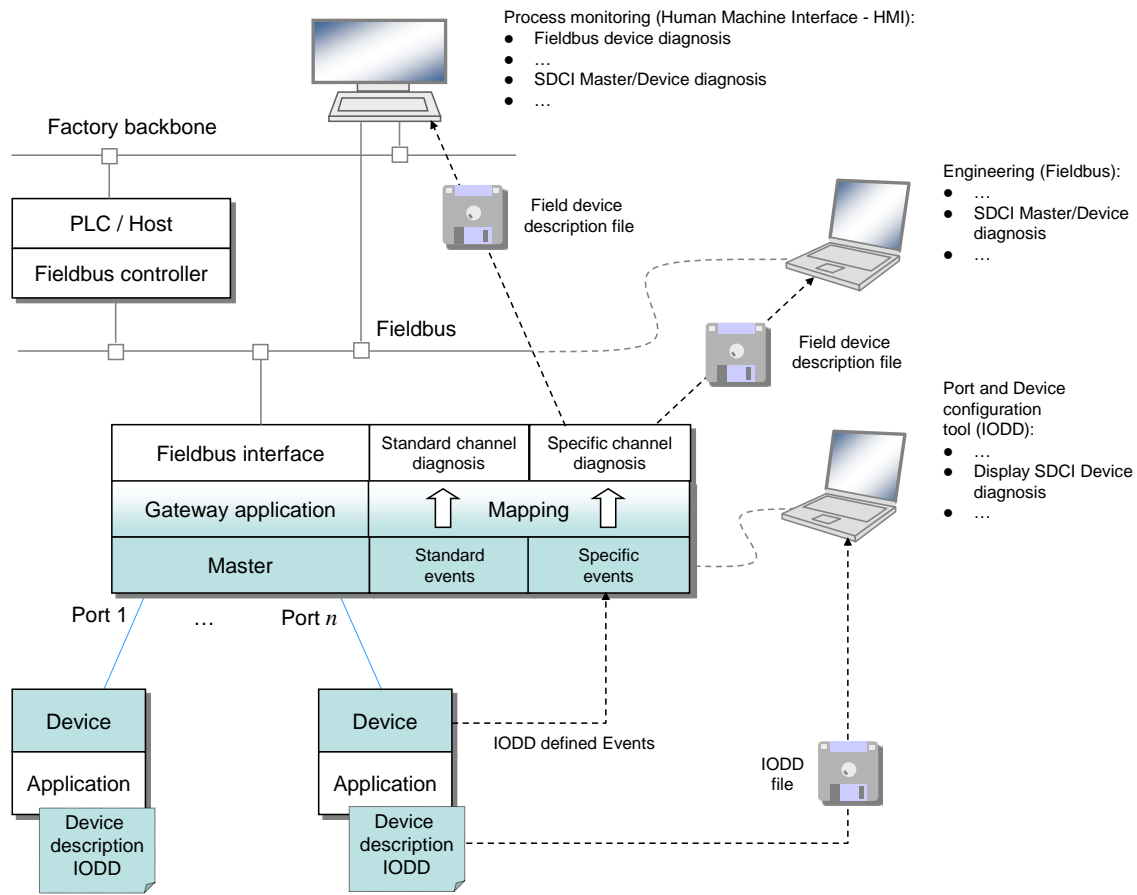 Process monitoring (Human Machine Interface - HMI):
● Fieldbus device diagnosis
● …
● SDCI Master/Device diagnosis
● …
Factory backbone
Engineering (Fieldbus):
● …
● SDCI Master/Device
diagnosis
● …
Field device
description file
PLC / Host
Fieldbus controller
Fieldbus
Field device
description file
Port and Device
configuration
tool (IODD):
● …
● Display SDCI Device
diagnosis
● …
Fieldbus interface
Standard channel
diagnosis
Specific channel
diagnosis
Gateway application
Mapping
Master
Standard
events
Specific
events
Port 1
…
Port n
Device
Application
Device
description
IODD
Device
Application
Device
description
IODD
IODD defined Events
IODD
file